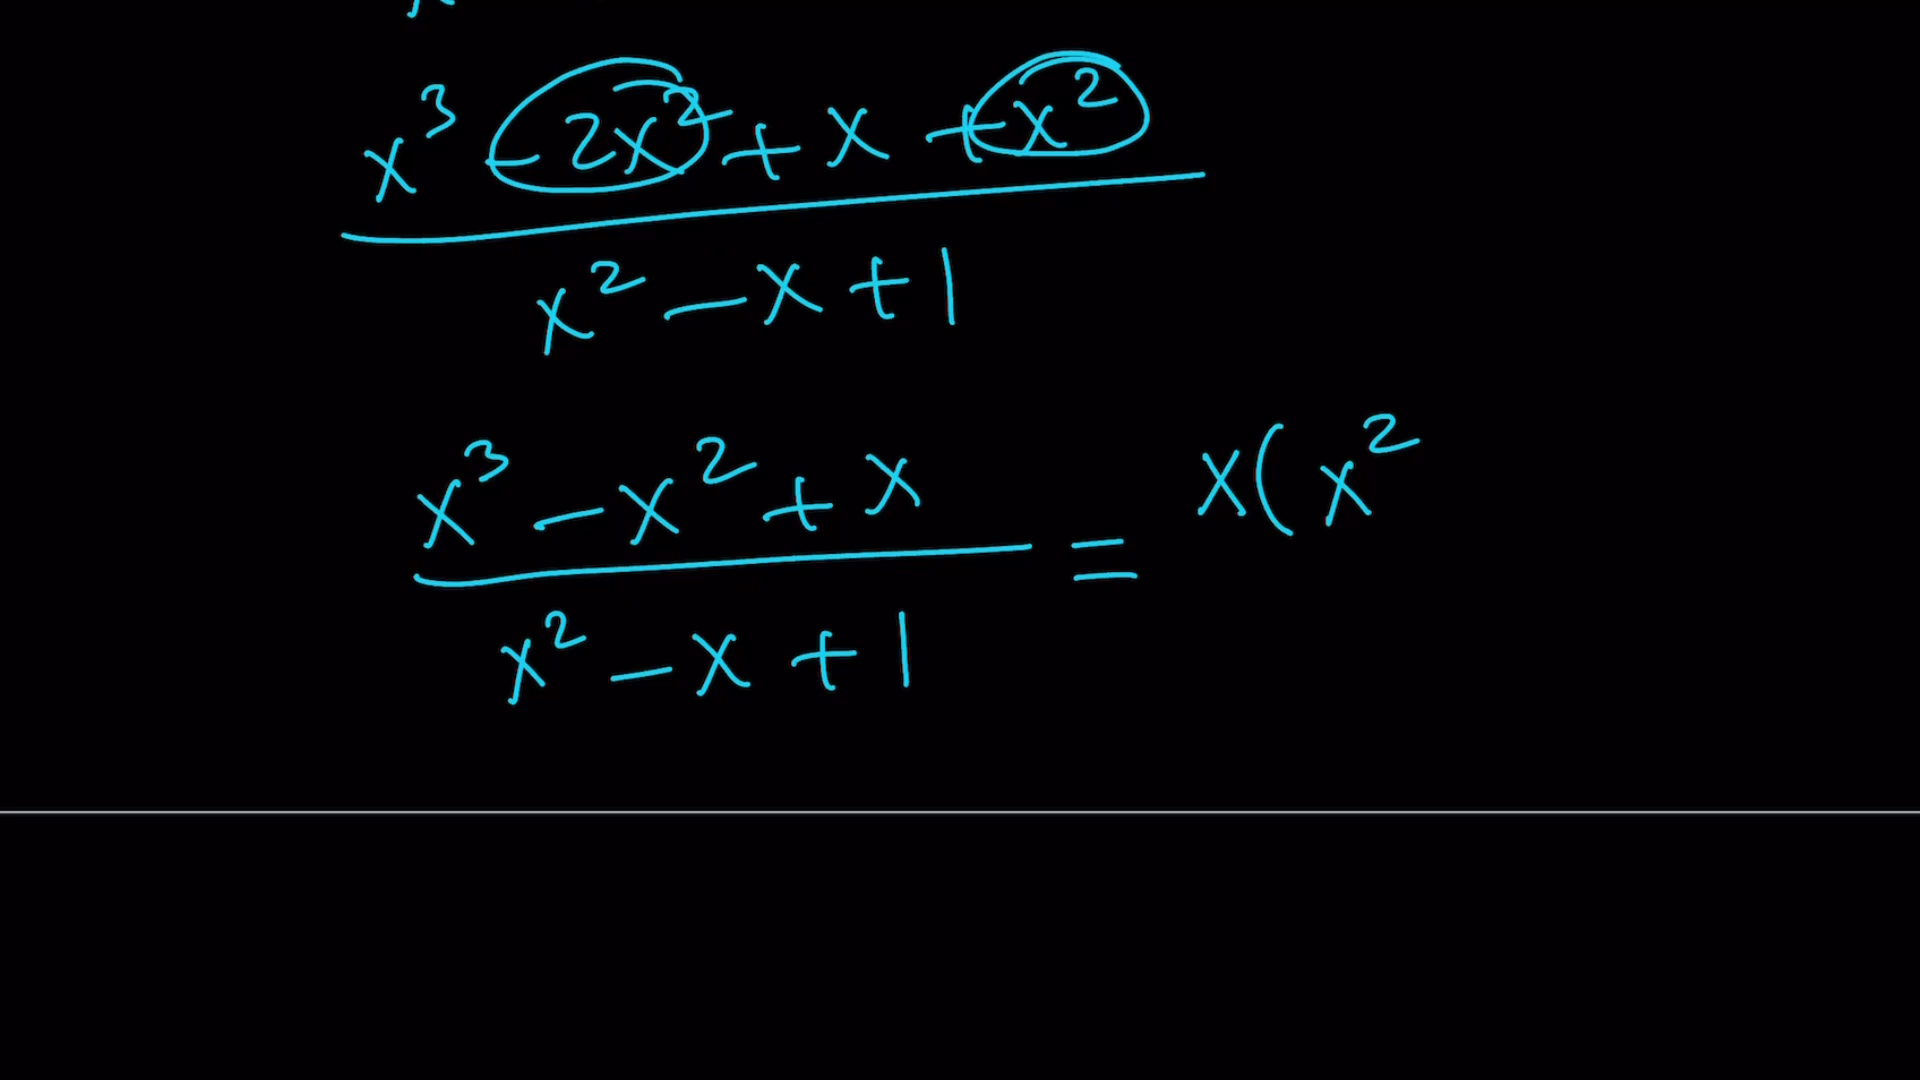 x³ - 2x² + x + x²
x² - x + 1
x³ - x² + x
= x(x²
x² - x + 1